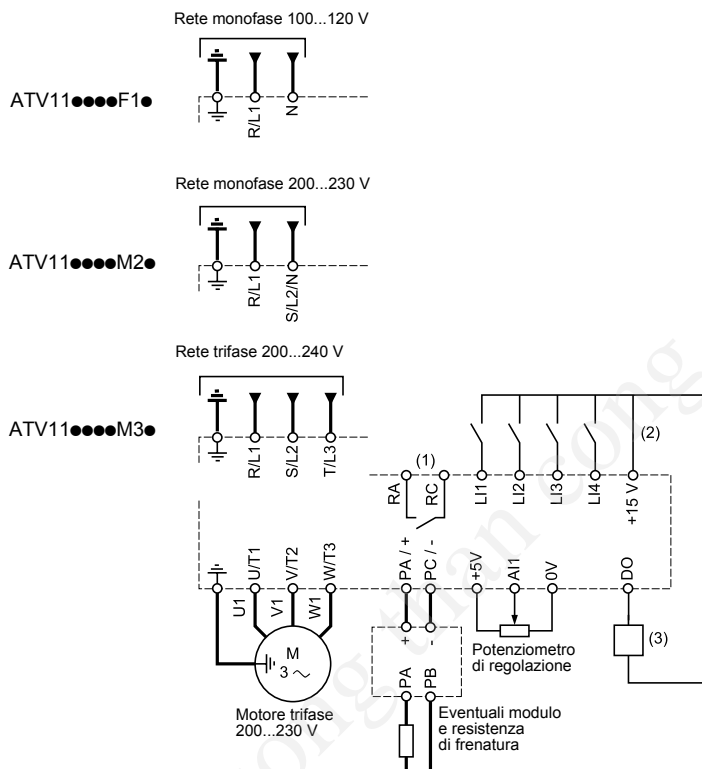 Rete monofase 100...120 V
ATV11●●●●F1●
R/L1
N
Rete monofase 200...230 V
ATV11●●●●M2●
R/L1
S/L2/N
Rete trifase 200...240 V
ATV11●●●●M3●
R/L1
S/L2
T/L3
(1)
(2)
RA
RC
LI1
LI2
LI3
LI4
+15 V
U/T1
V/T2
W/T3
PA / +
PC / -
+5V
AI1
0V
DO
U1
V1
W1
+
-
(3)
M
3 ~
PA
PB
Potenziometro
di regolazione
Motore trifase
200...230 V
Eventuali modulo
e resistenza
di frenatura
ong than cong